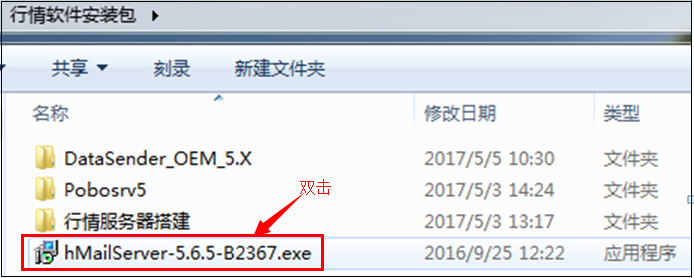 行情软件安装包
共享 刻录 新建文件夹
名称 修改日期 类型
DataSender_OEM_5.X 2017/5/5 10:30 文件夹
Pobosrv5 2017/5/3 14:24 文件夹
双击
行情服务器搭建 2017/5/3 13:17 文件夹
hMailServer-5.6.5-B2367.exe 2016/9/25 12:22 应用程序